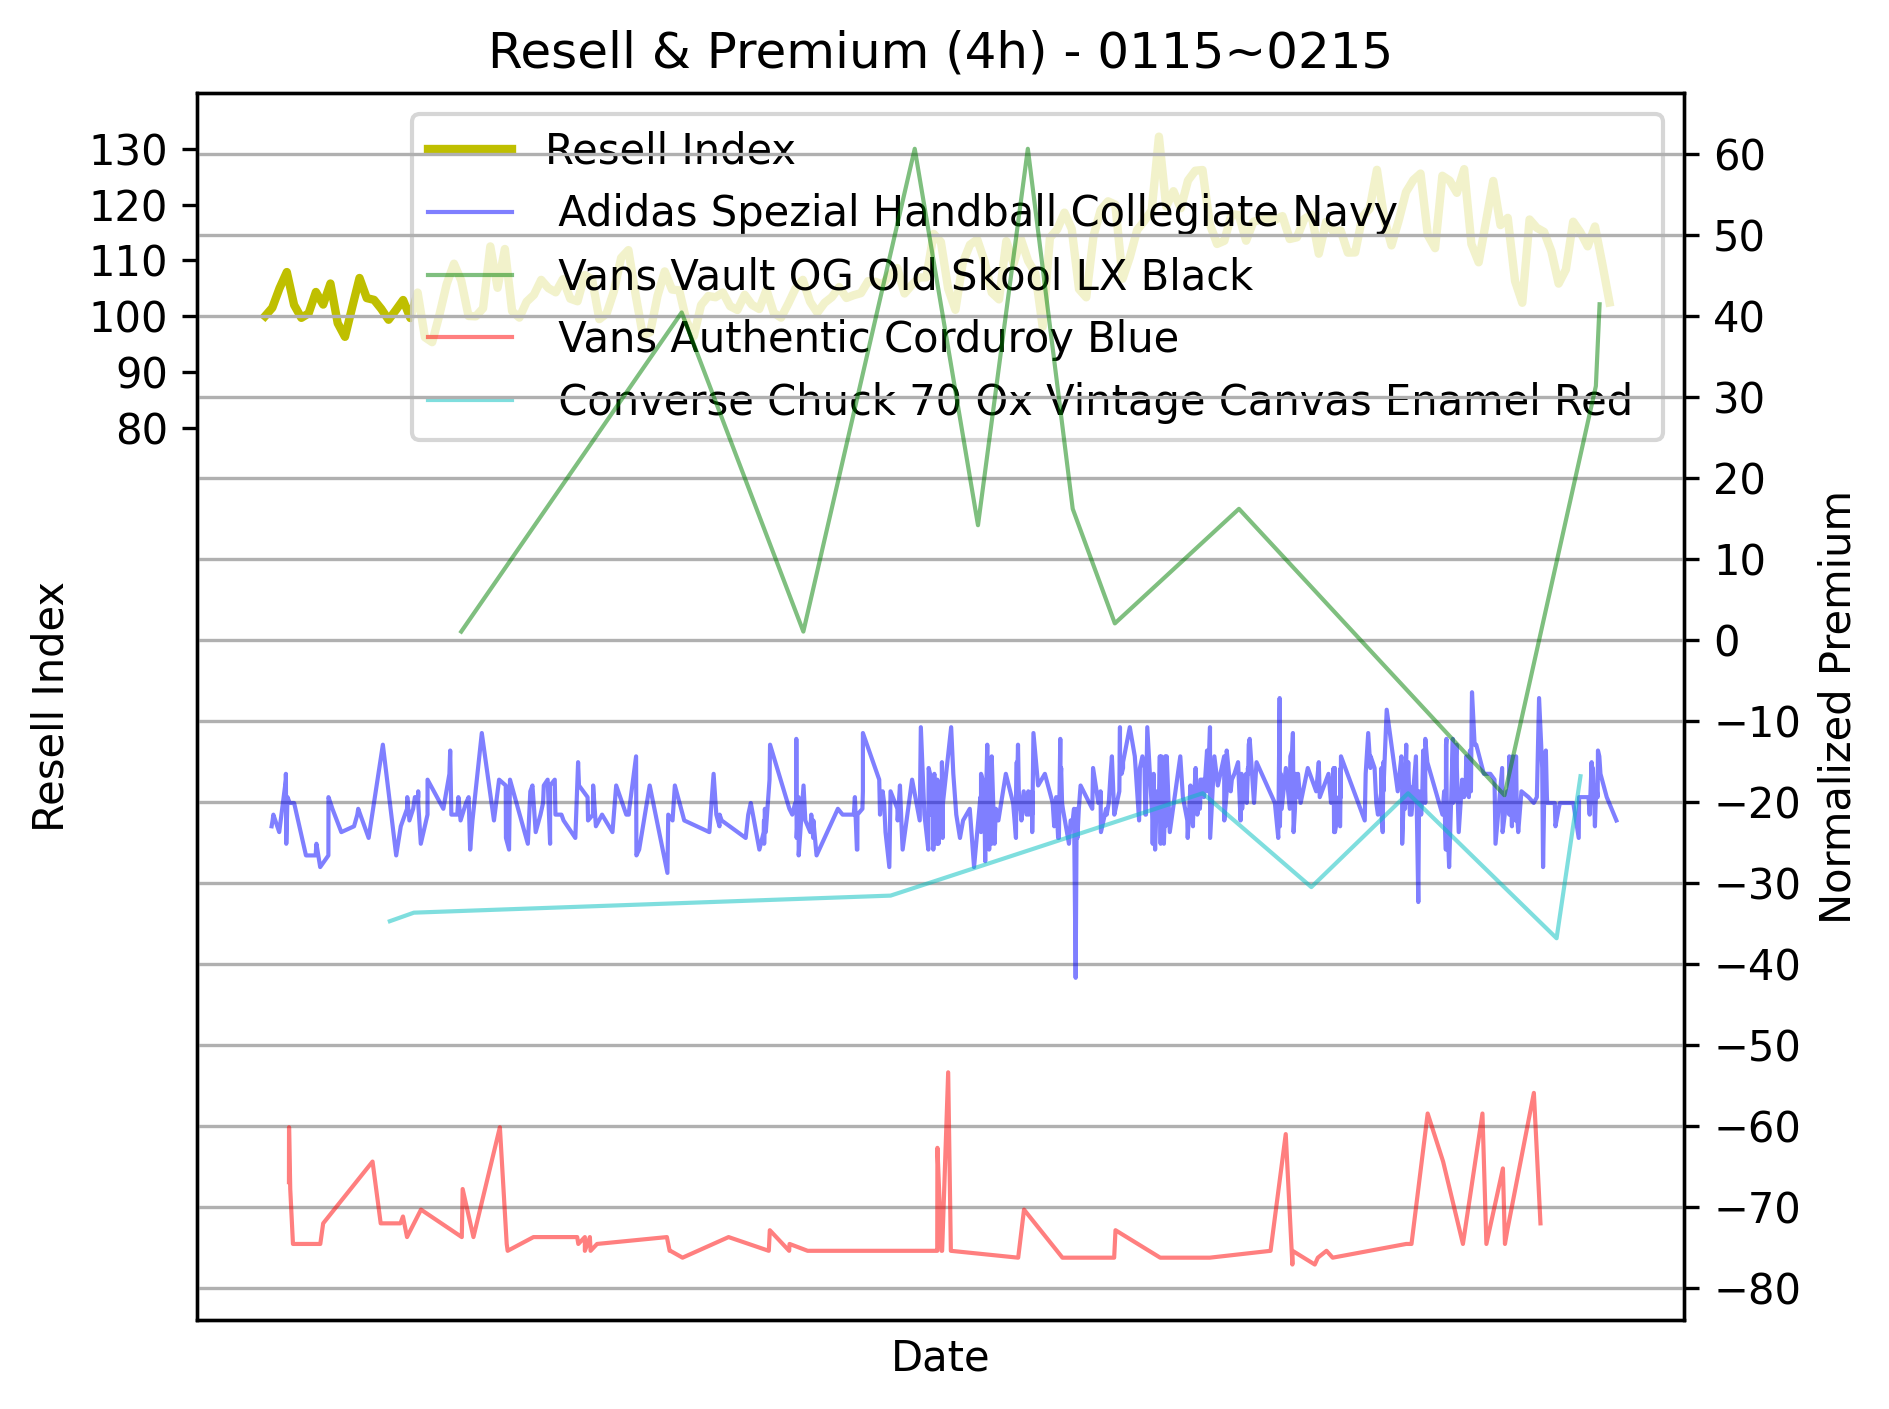 Resell & Premium (4h) - 0115~0215
Resell Index
Adidas Spezial Handball Collegiate Navy
Vans Vault OG Old Skool LX Black
Vans Authentic Corduroy Blue
Converse Chuck 70 Ox Vintage Canvas Enamel Red
130
120
110
100
90
80
Resell Index
60
50
40
30
20
10
0
−10
−20
−30
−40
−50
−60
−70
−80
Normalized Premium
Date